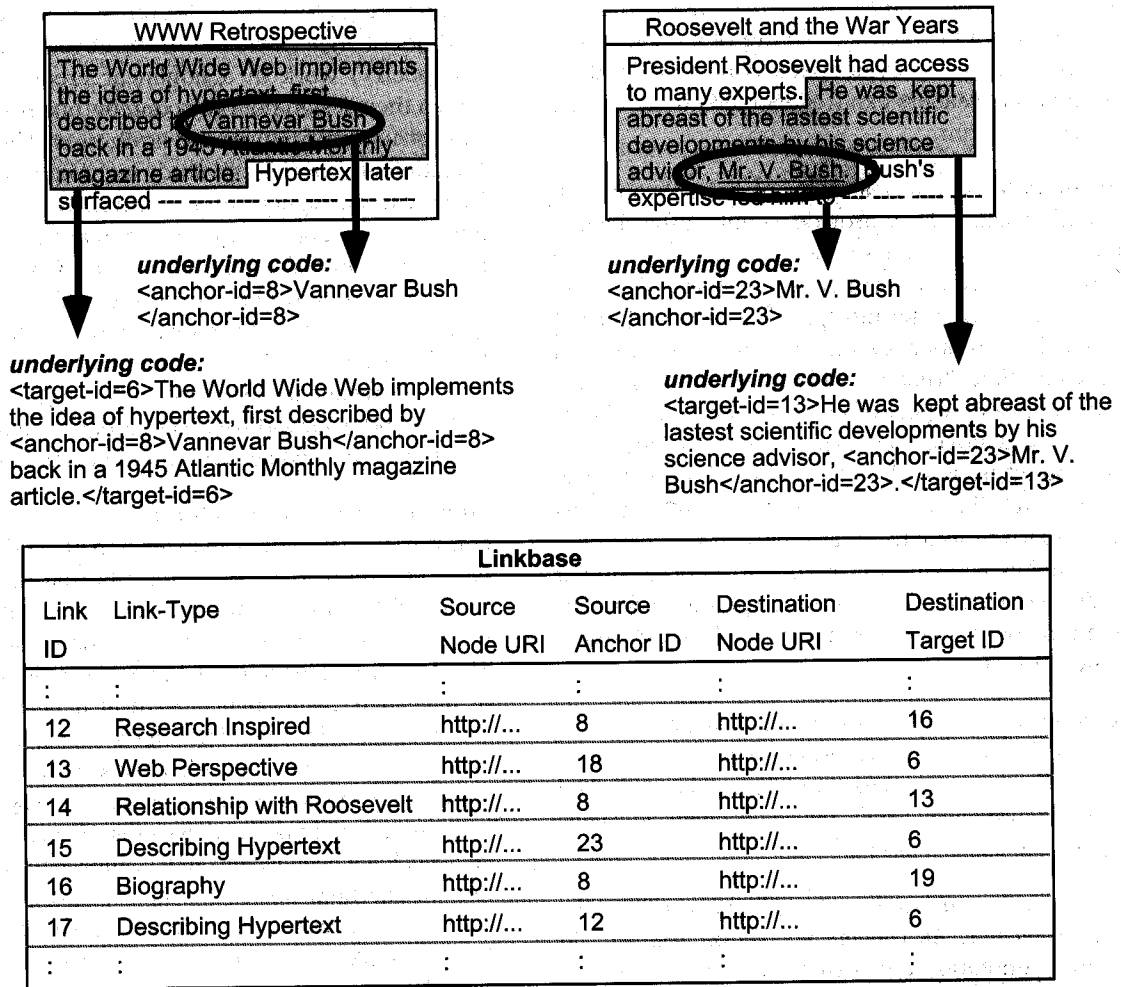 WWW Retrospective
The World Wide Web implements
the idea of hypertext, first
described by Vannevar Bush
back in a 1945 Atlantic Monthly
magazine article. Hypertext later
surfaced --- ---- ---- ---- ---- --- ----
underlying code:
<anchor-id=8>Vannevar Bush
</anchor-id=8>
underlying code:
<target-id=6>The World Wide Web implements
the idea of hypertext, first described by
<anchor-id=8>Vannevar Bush</anchor-id=8>
back in a 1945 Atlantic Monthly magazine
article.</target-id=6>
Roosevelt and the War Years
President Roosevelt had access
to many experts. He was kept
abreast of the lastest scientific
developments by his science
advisor, Mr. V. Bush. Bush's
expertise led him to --- ---- ---- ----
underlying code:
<anchor-id=23>Mr. V. Bush
</anchor-id=23>
underlying code:
<target-id=13>He was kept abreast of the
lastest scientific developments by his
science advisor, <anchor-id=23>Mr. V.
Bush</anchor-id=23>.</target-id=13>
Linkbase
Link ID Link-Type Source Node URI Source Anchor ID Destination Node URI Destination Target ID
: : : : : :
12 Research Inspired http://... 8 http://... 16
13 Web Perspective http://... 18 http://... 6
14 Relationship with Roosevelt http://... 8 http://... 13
15 Describing Hypertext http://... 23 http://... 6
16 Biography http://... 8 http://... 19
17 Describing Hypertext http://... 12 http://... 6
: : : : : :